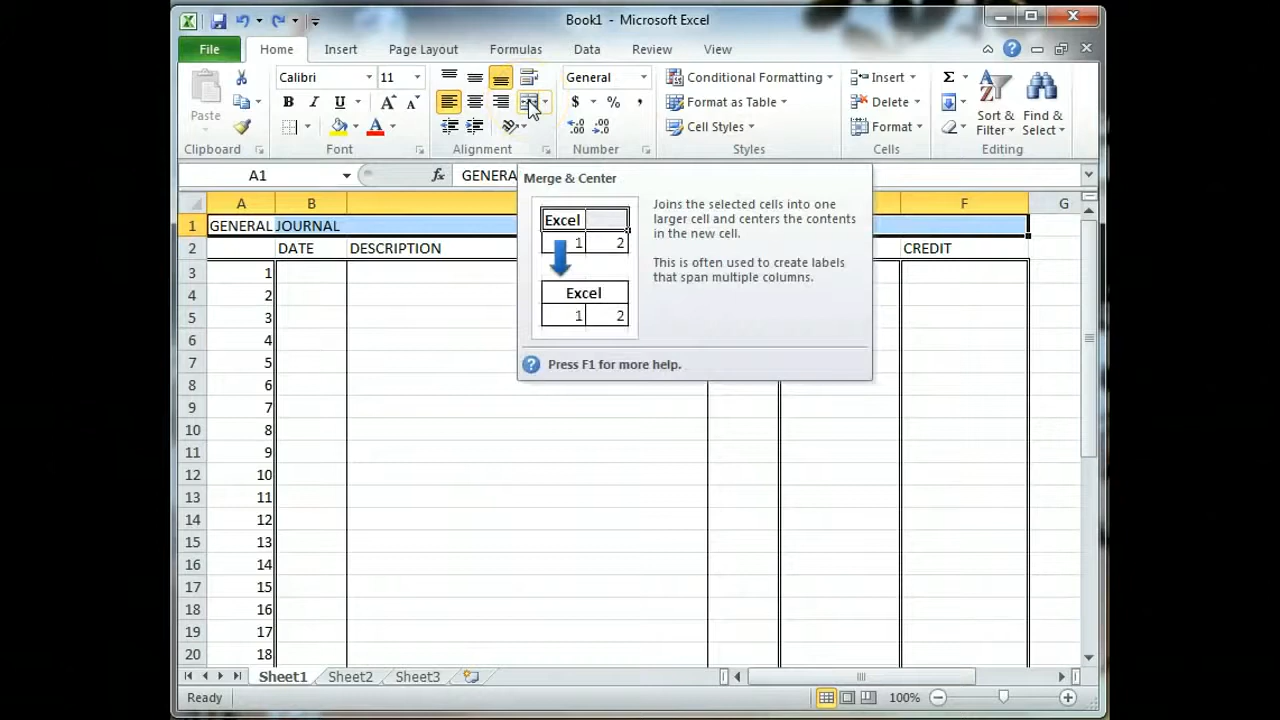 Book1 - Microsoft Excel
File Home Insert Page Layout Formulas Data Review View
Paste
Calibri 11
B I U A A
A
General
$ % ,
Conditional Formatting
Format as Table
Cell Styles
Insert
Delete
Format
Σ
Sort & Filter
Find & Select
Clipboard Font Alignment Number Styles Cells Editing
A1 fx GENERA
Merge & Center
Excel
1 2
Excel
1 2
Joins the selected cells into one
larger cell and centers the contents
in the new cell.
This is often used to create labels
that span multiple columns.
Press F1 for more help.
A B F G
1 GENERAL JOURNAL
2 DATE DESCRIPTION CREDIT
3 1
4 2
5 3
6 4
7 5
8 6
9 7
10 8
11 9
12 10
13 11
14 12
15 13
16 14
17 15
18 16
19 17
20 18
Sheet1 Sheet2 Sheet3
Ready 100%